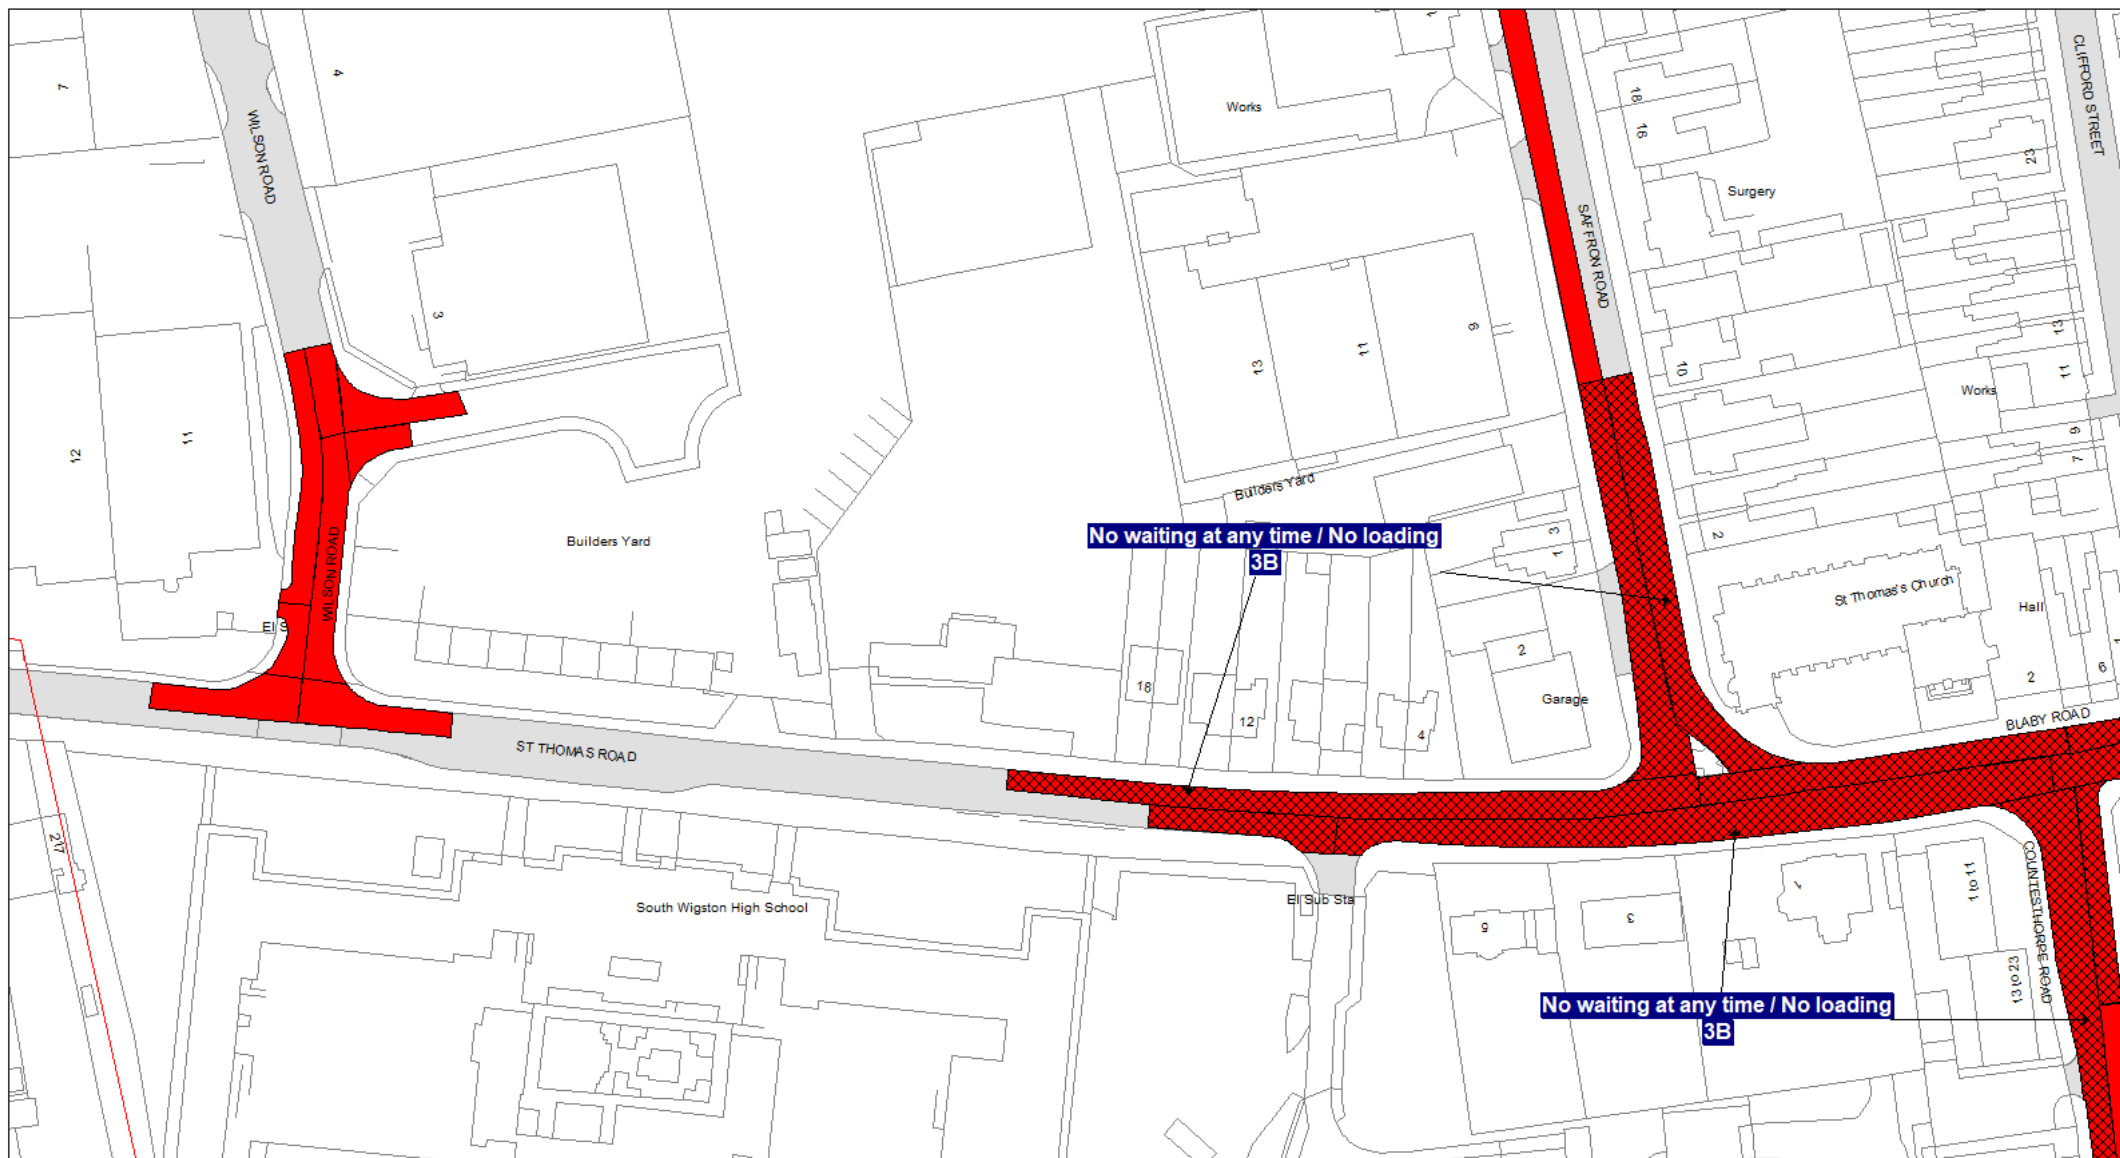 7
4
WILSON ROAD
Works
18
16
CLIFFORD STREET
23
Surgery
SAFFRON ROAD
3
13
11
9
10
13
11
Works
12
11
9
7
Builders Yard
No waiting at any time / No loading
3B
3
1
2
WILSON ROAD
Builders Yard
El S
St Thomas's Church
Hall
2
6
1
2
18
12
4
Garage
BLABY ROAD
ST THOMAS ROAD
217
South Wigston High School
El Sub Sta
5
3
1
1 to 11
COUNTESTHORPE ROAD
13 to 23
No waiting at any time / No loading
3B